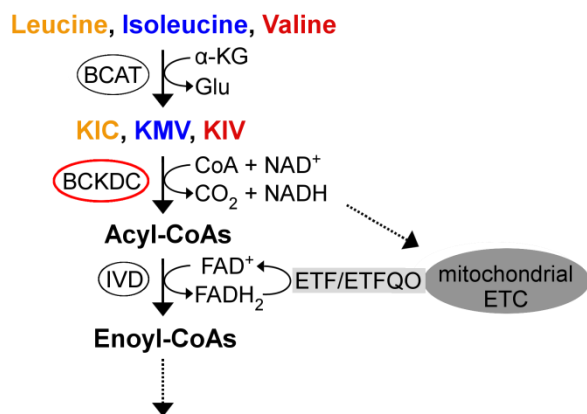 Leucine, Isoleucine, Valine
BCAT
α-KG
Glu
KIC, KMV, KIV
BCKDC
CoA + NAD⁺
CO₂ + NADH
Acyl-CoAs
IVD
FAD⁺
FADH₂
ETF/ETFQO
mitochondrial
ETC
Enoyl-CoAs